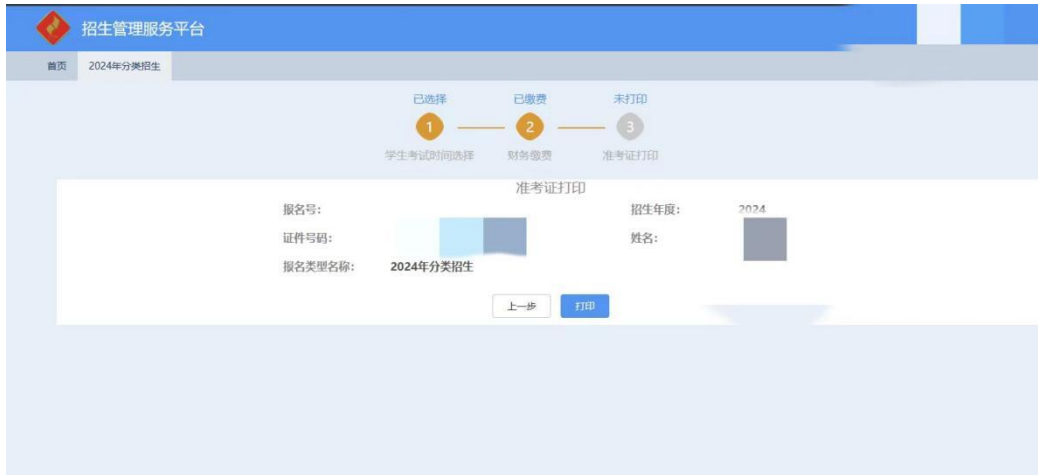 招生管理服务平台
首页 2024年分类招生
已选择 已缴费 未打印
1 2 3
学生考试时间选择 财务缴费 准考证打印
准考证打印
报名号： 招生年度： 2024
证件号码： 姓名：
报名类型名称： 2024年分类招生
上一步 打印